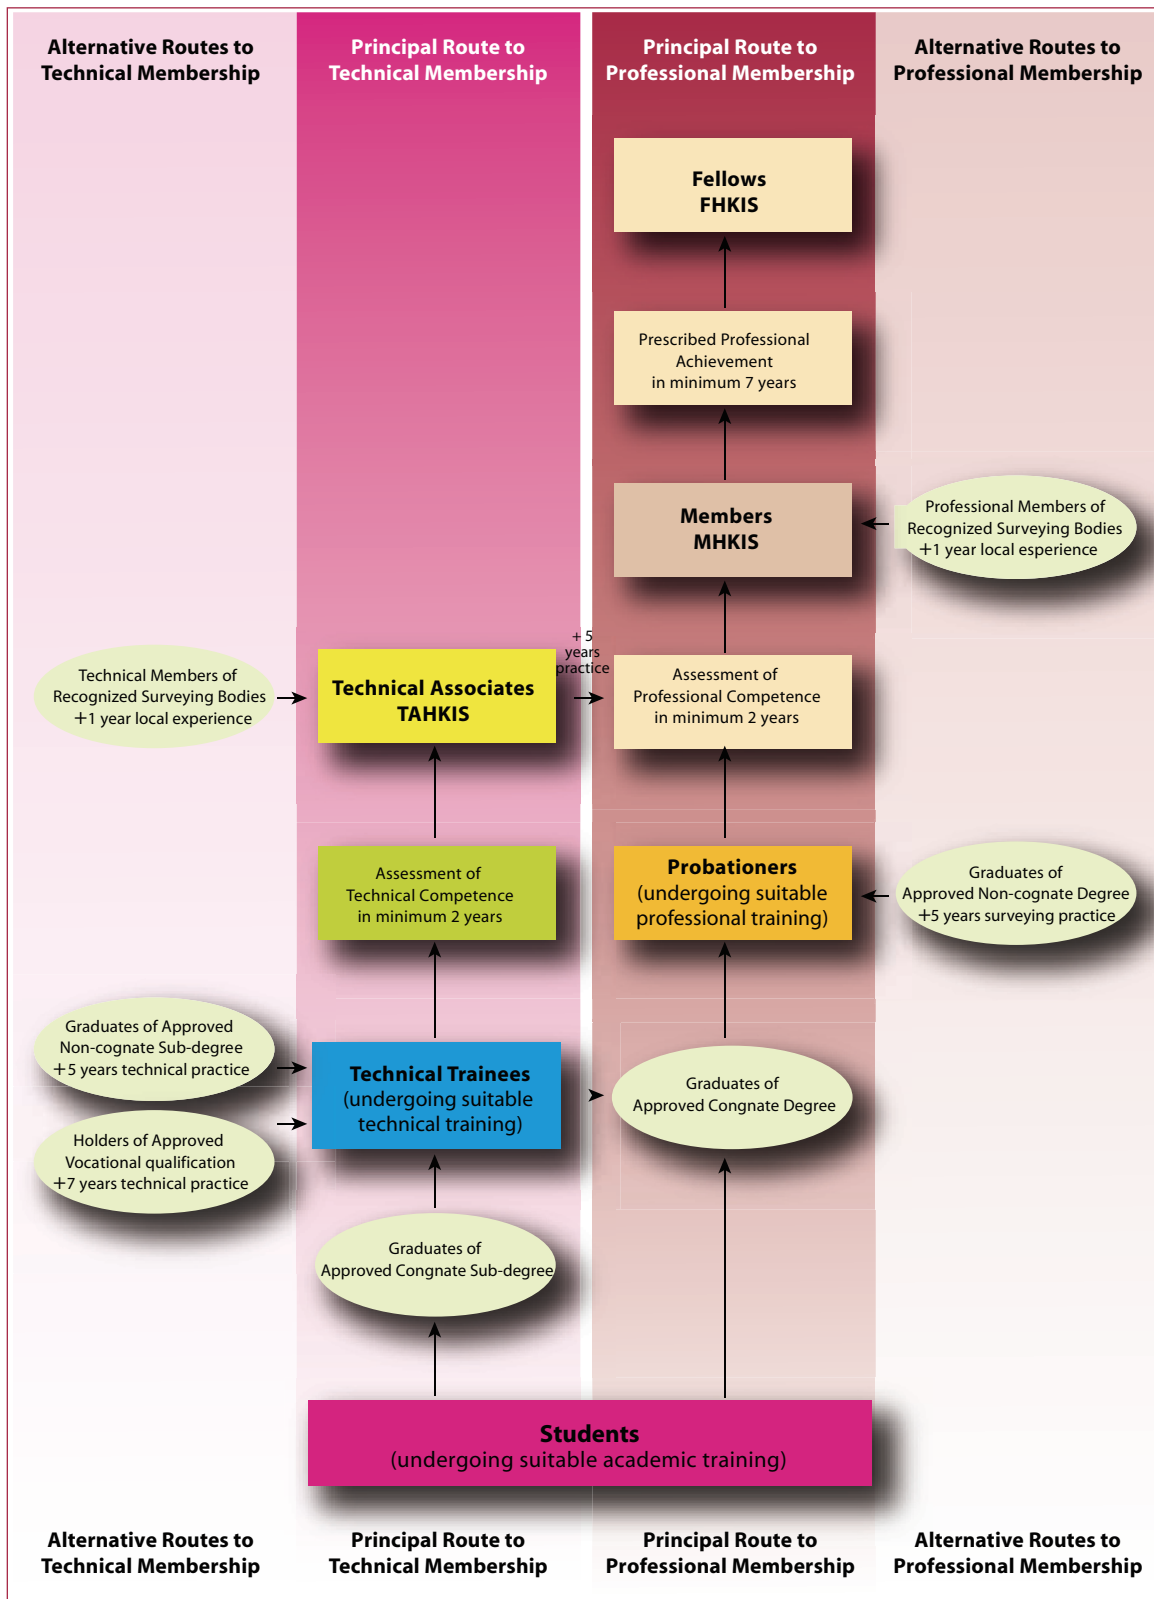 Alternative Routes to
Technical Membership
Principal Route to
Technical Membership
Principal Route to
Professional Membership
Alternative Routes to
Professional Membership
Fellows
FHKIS
Prescribed Professional
Achievement
in minimum 7 years
Members
MHKIS
Professional Members of
Recognized Surveying Bodies
+1 year local esperience
Technical Members of
Recognized Surveying Bodies
+1 year local experience
Technical Associates
TAHKIS
+ 5
years
practice
Assessment of
Professional Competence
in minimum 2 years
Assessment of
Technical Competence
in minimum 2 years
Probationers
(undergoing suitable
professional training)
Graduates of
Approved Non-cognate Degree
+5 years surveying practice
Graduates of Approved
Non-cognate Sub-degree
+5 years technical practice
Holders of Approved
Vocational qualification
+7 years technical practice
Technical Trainees
(undergoing suitable
technical training)
Graduates of
Approved Congnate Degree
Graduates of
Approved Congnate Sub-degree
Students
(undergoing suitable academic training)
Alternative Routes to
Technical Membership
Principal Route to
Technical Membership
Principal Route to
Professional Membership
Alternative Routes to
Professional Membership